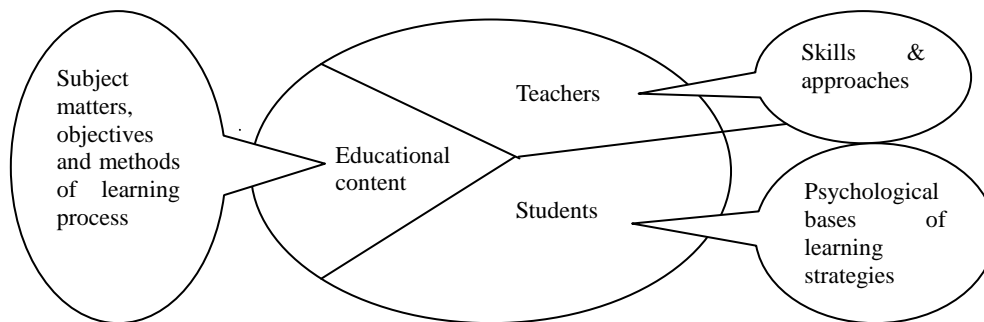 Subject
matters,
objectives
and methods
of learning
process
Educational
content
Teachers
Students
Skills &
approaches
Psychological
bases of
learning
strategies